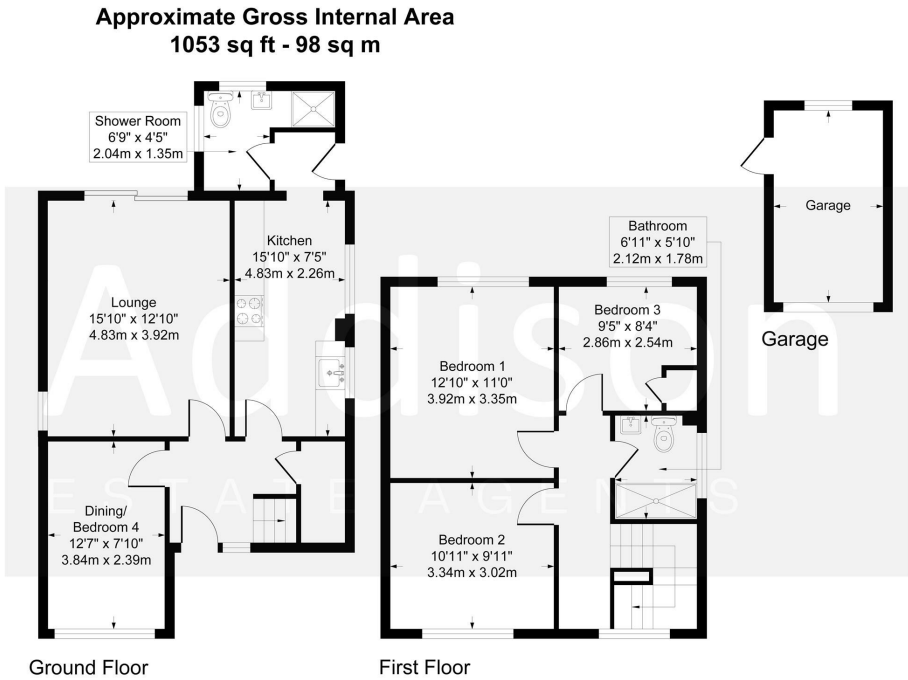 Approximate Gross Internal Area
1053 sq ft - 98 sq m
Shower Room
6'9" x 4'5"
2.04m x 1.35m
Kitchen
15'10" x 7'5"
4.83m x 2.26m
Lounge
15'10" x 12'10"
4.83m x 3.92m
Dining/
Bedroom 4
12'7" x 7'10"
3.84m x 2.39m
Ground Floor
Bathroom
6'11" x 5'10"
2.12m x 1.78m
Bedroom 3
9'5" x 8'4"
2.86m x 2.54m
Bedroom 1
12'10" x 11'0"
3.92m x 3.35m
Bedroom 2
10'11" x 9'11"
3.34m x 3.02m
First Floor
Garage
Garage
Addison
ESTATE AGENTS